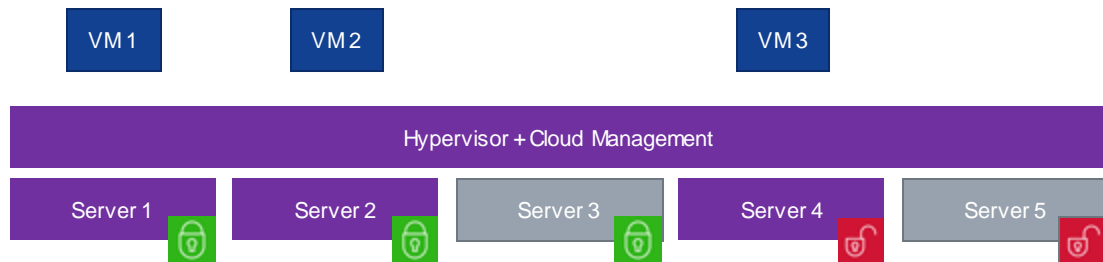 VM 1
VM 2
VM 3
Hypervisor + Cloud Management
Server 1
Server 2
Server 3
Server 4
Server 5